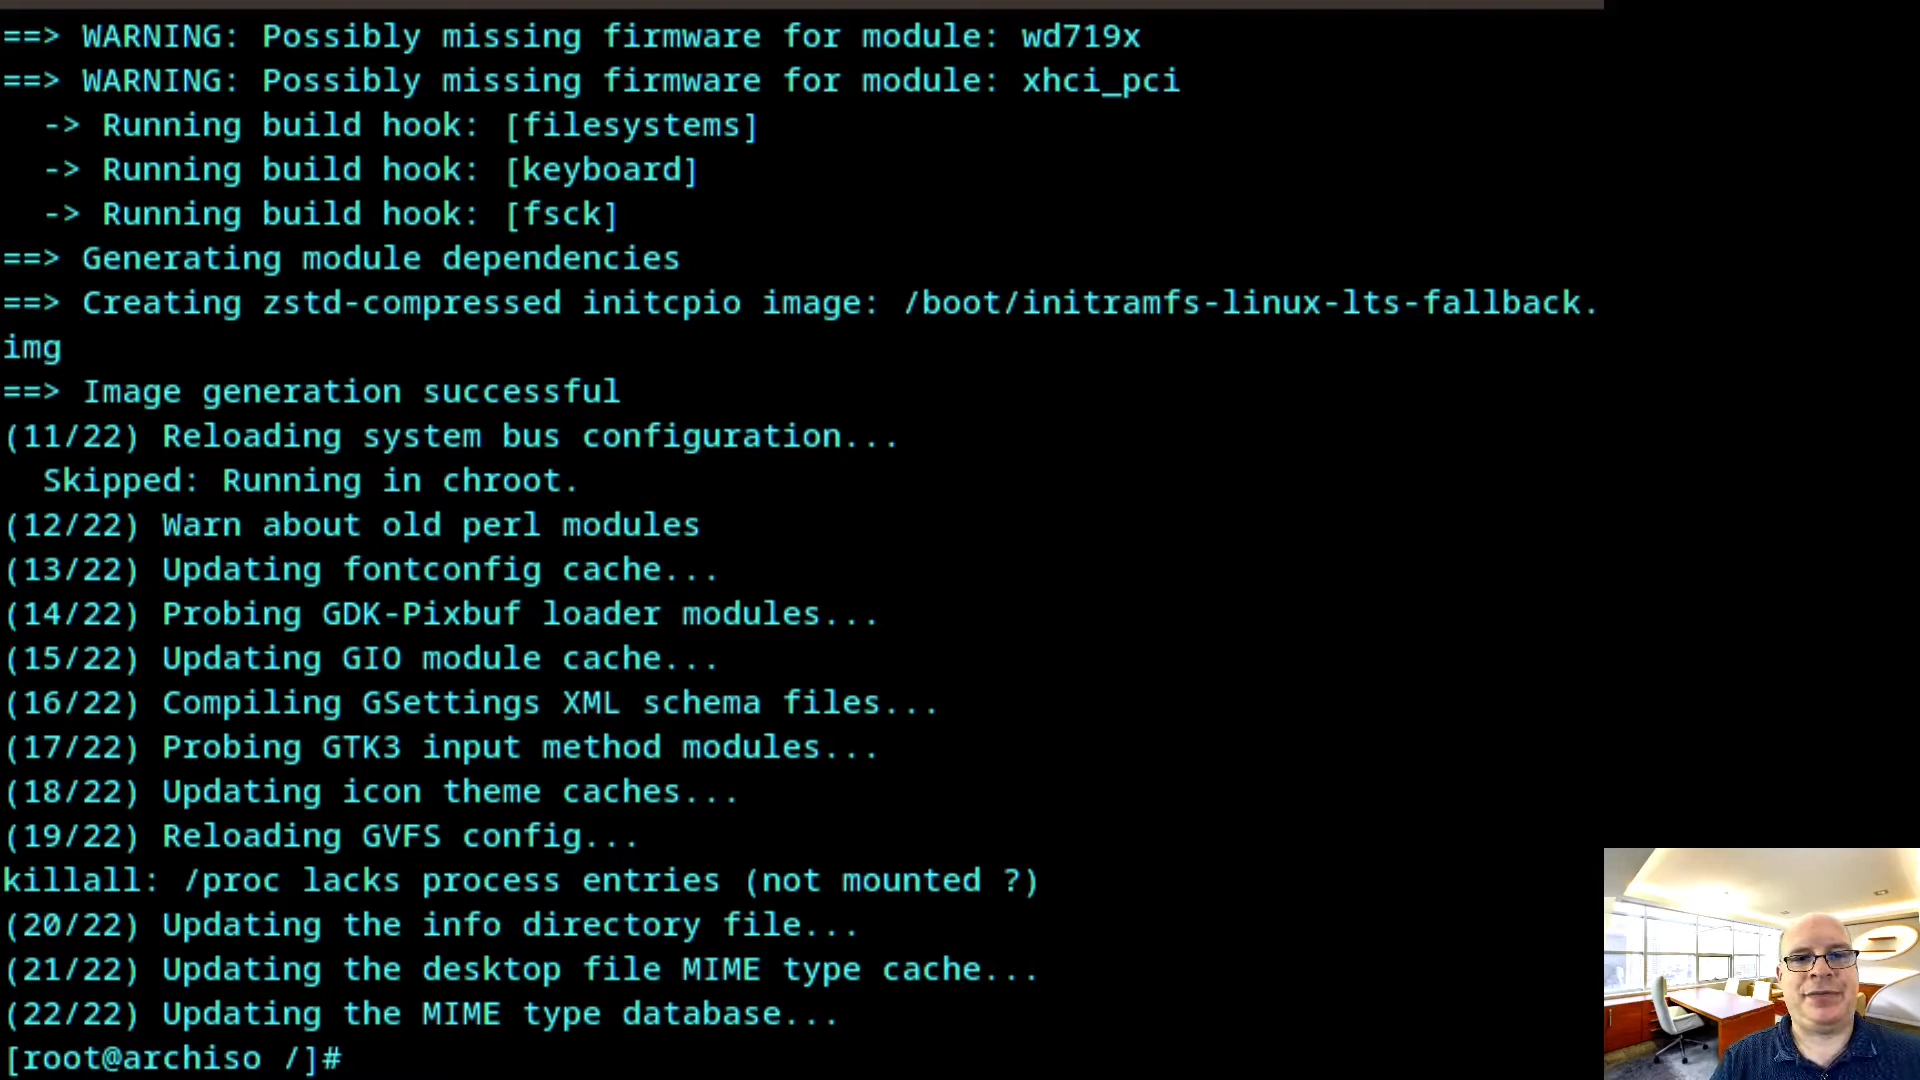 ==> WARNING: Possibly missing firmware for module: wd719x
==> WARNING: Possibly missing firmware for module: xhci_pci
  -> Running build hook: [filesystems]
  -> Running build hook: [keyboard]
  -> Running build hook: [fsck]
==> Generating module dependencies
==> Creating zstd-compressed initcpio image: /boot/initramfs-linux-lts-fallback.
img
==> Image generation successful
(11/22) Reloading system bus configuration...
  Skipped: Running in chroot.
(12/22) Warn about old perl modules
(13/22) Updating fontconfig cache...
(14/22) Probing GDK-Pixbuf loader modules...
(15/22) Updating GIO module cache...
(16/22) Compiling GSettings XML schema files...
(17/22) Probing GTK3 input method modules...
(18/22) Updating icon theme caches...
(19/22) Reloading GVFS config...
killall: /proc lacks process entries (not mounted ?)
(20/22) Updating the info directory file...
(21/22) Updating the desktop file MIME type cache...
(22/22) Updating the MIME type database...
[root@archiso /]#